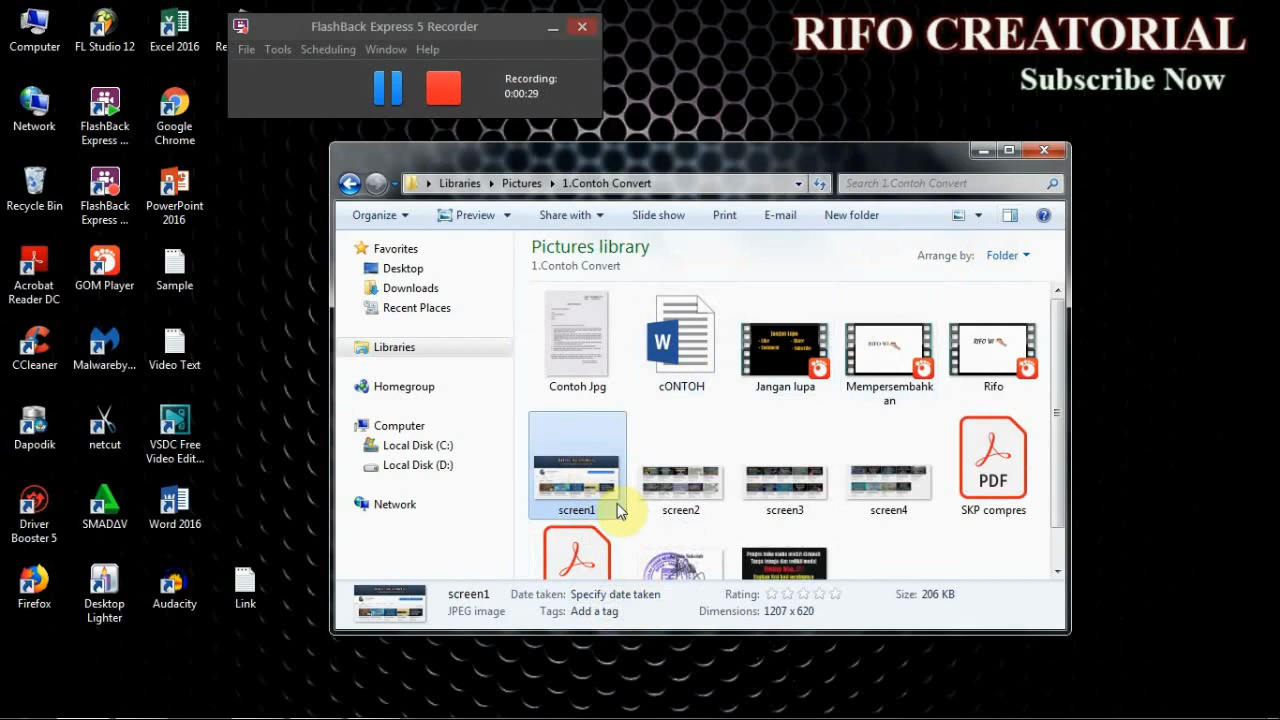 RIFO CREATORIAL
Subscribe Now
FlashBack Express 5 Recorder
File Tools Scheduling Window Help
Recording:
0:00:29
Computer
FL Studio 12
Excel 2016
Network
FlashBack
Express ...
Google
Chrome
Recycle Bin
FlashBack
Express ...
PowerPoint
2016
Acrobat
Reader DC
GOM Player
Sample
CCleaner
Malwareby...
Video Text
Dapodik
netcut
VSDC Free
Video Edit...
Driver
Booster 5
SMADΔV
Word 2016
Firefox
Desktop
Lighter
Audacity
Link
Libraries Pictures 1.Contoh Convert
Search 1.Contoh Convert
Organize Preview Share with Slide show Print E-mail New folder
Favorites
Desktop
Downloads
Recent Places
Libraries
Homegroup
Computer
Local Disk (C:)
Local Disk (D:)
Network
Pictures library
1.Contoh Convert
Arrange by: Folder
Contoh Jpg
cONTOH
Jangan lupa
Mempersembahk
an
Rifo
screen1
screen2
screen3
screen4
PDF
SKP compres
screen1
JPEG image
Date taken: Specify date taken
Tags: Add a tag
Rating:
Dimensions: 1207 x 620
Size: 206 KB